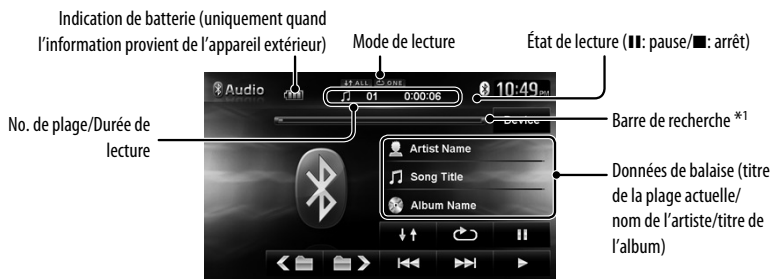 Indication de batterie (uniquement quand
l'information provient de l'appareil extérieur)
Mode de lecture
État de lecture (⏸: pause/■: arrêt)
Audio
ALL
ONE
10:49 PM
01 0:00:06
Device
No. de plage/Durée de
lecture
Barre de recherche *1
Artist Name
Song Title
Album Name
Données de balaise (titre
de la plage actuelle/
nom de l'artiste/titre de
l'album)